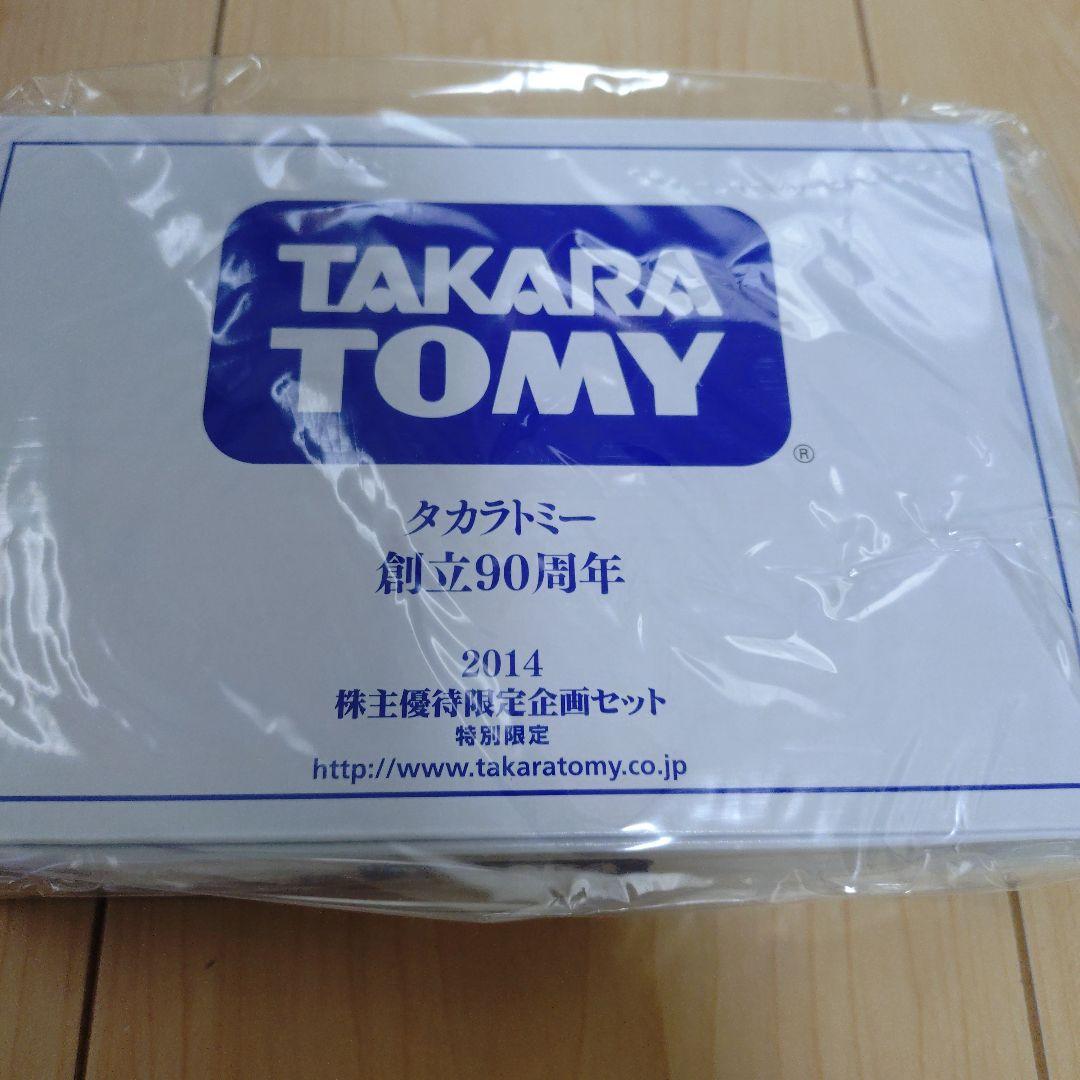 TAKARA
TOMY
®
タカラトミー
創立90周年
2014
株主優待限定企画セット
特別限定
http://www.takaratomy.co.jp